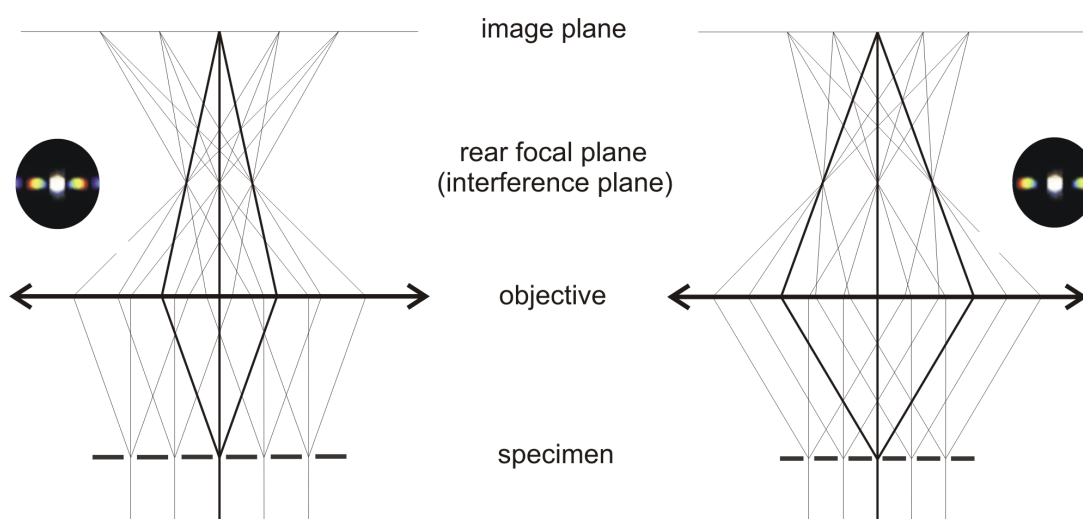 image plane
rear focal plane
(interference plane)
objective
specimen